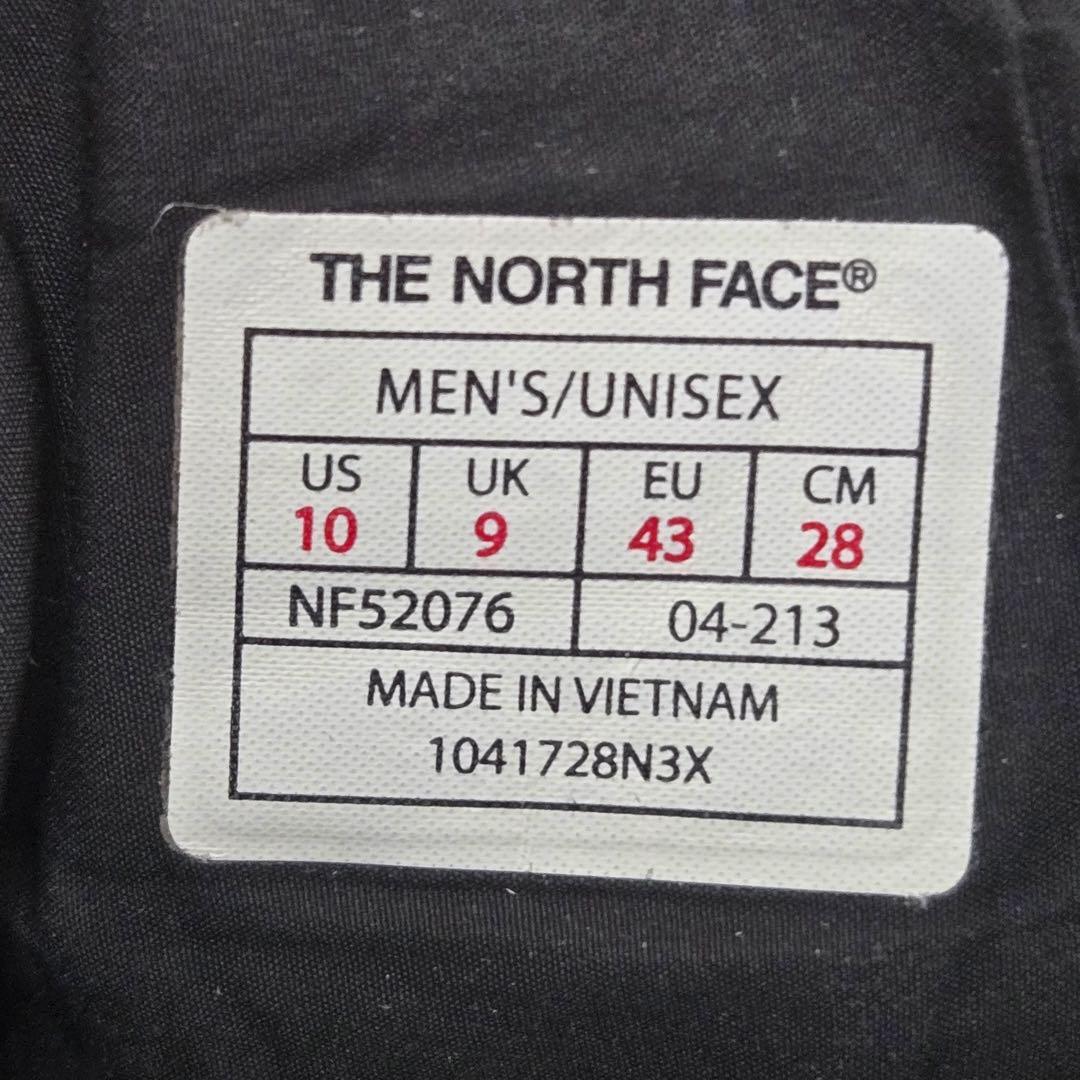 THE NORTH FACE®
MEN'S/UNISEX
US UK EU CM
10 9 43 28
NF52076 04-213
MADE IN VIETNAM
1041728N3X